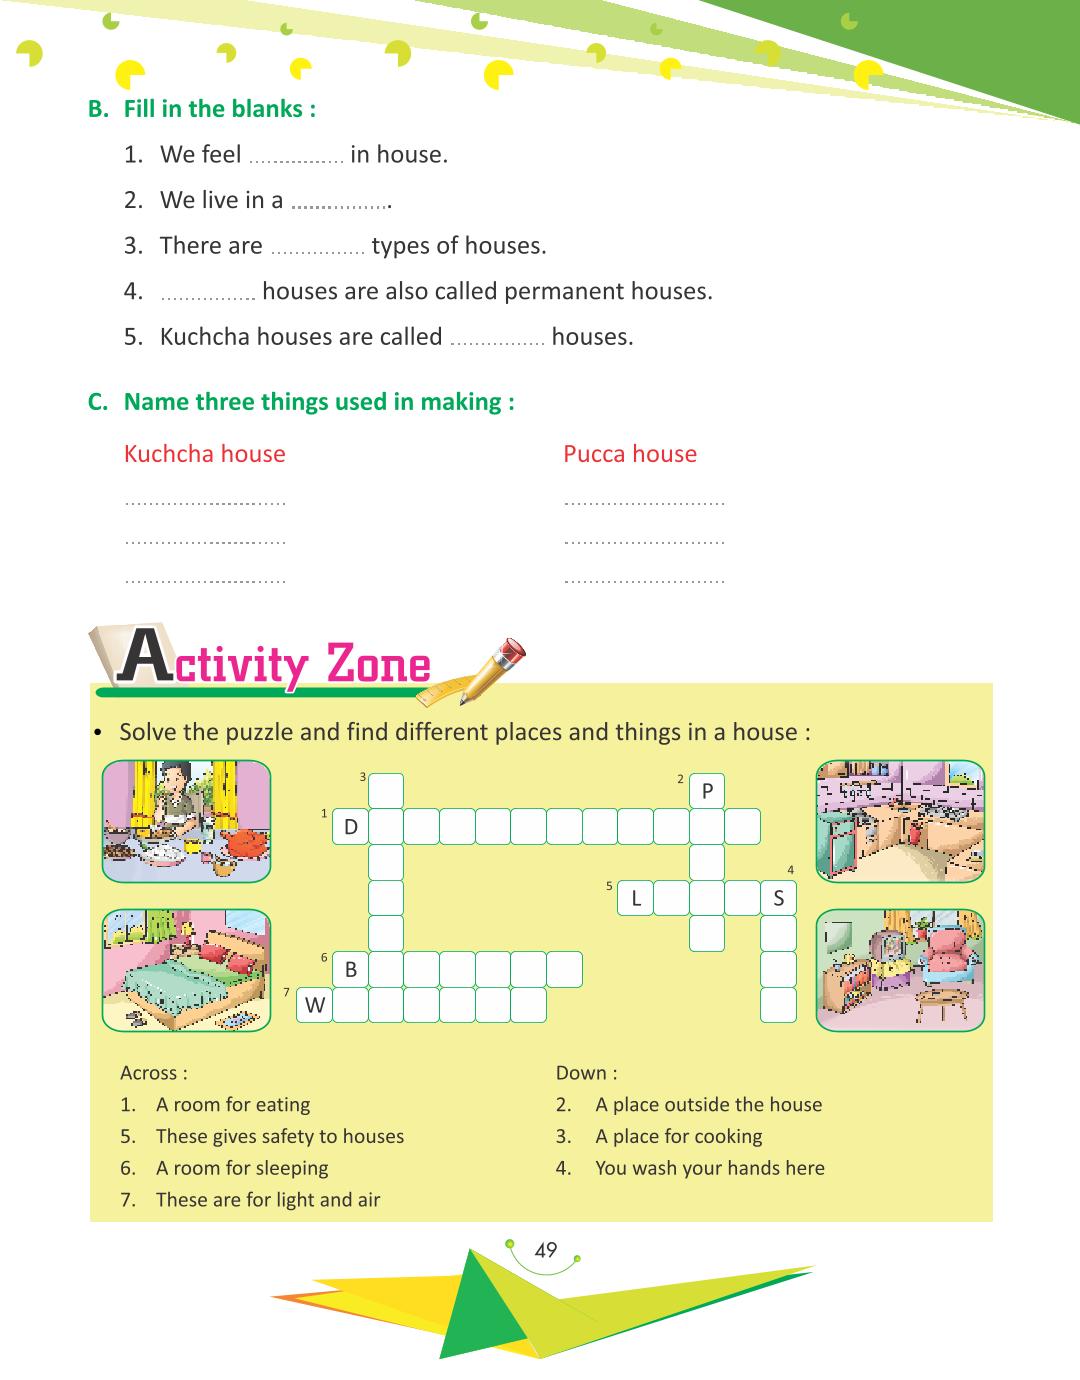 B. Fill in the blanks :
1. We feel ............... in house.
2. We live in a ................
3. There are ............... types of houses.
4. ............... houses are also called permanent houses.
5. Kuchcha houses are called ............... houses.
C. Name three things used in making :
Kuchcha house Pucca house
.......................... ..........................
.......................... ..........................
.......................... ..........................
Activity Zone
• Solve the puzzle and find different places and things in a house :
3 2 P
1 D
4
5 L S
6 B
7 W
Across : Down :
1. A room for eating 2. A place outside the house
5. These gives safety to houses 3. A place for cooking
6. A room for sleeping 4. You wash your hands here
7. These are for light and air
49